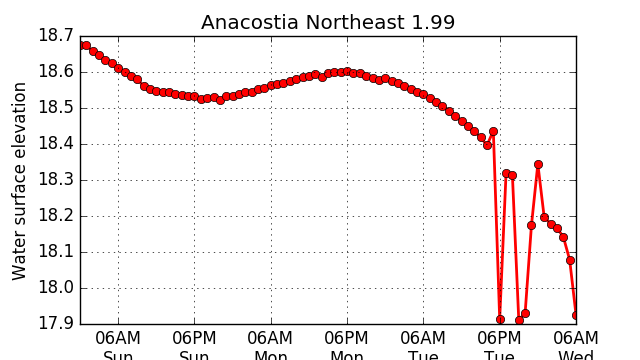 Anacostia Northeast 1.99
Water surface elevation
18.7
18.6
18.5
18.4
18.3
18.2
18.1
18.0
17.9
06AM 06PM 06AM 06PM 06AM 06PM 06AM
Sun Sun Mon Mon Tue Tue Wed